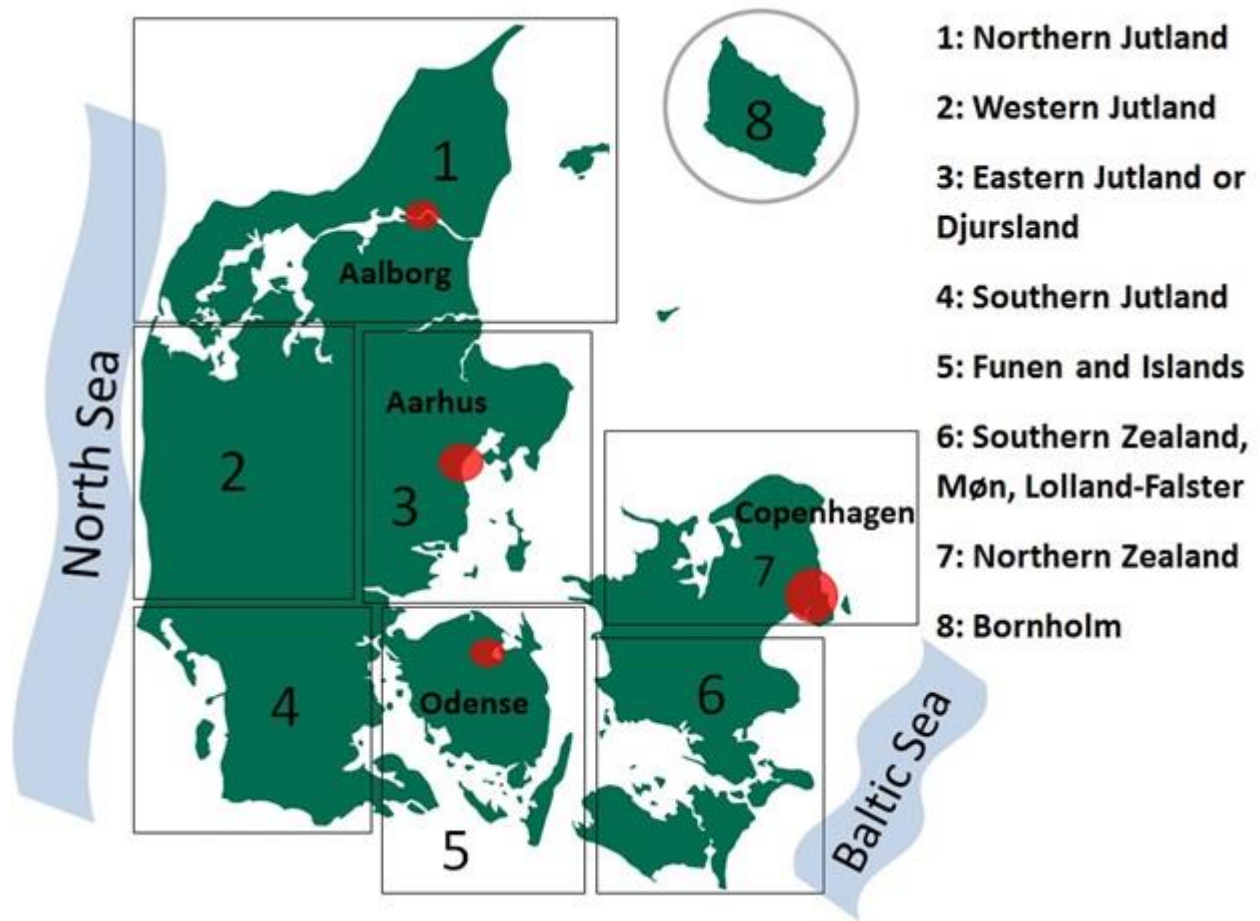 1: Northern Jutland
2: Western Jutland
3: Eastern Jutland or
Djursland
4: Southern Jutland
5: Funen and Islands
6: Southern Zealand,
Møn, Lolland-Falster
7: Northern Zealand
8: Bornholm
8
1
Aalborg
North Sea
Aarhus
2
3
Copenhagen
7
4
Odense
6
5
Baltic Sea